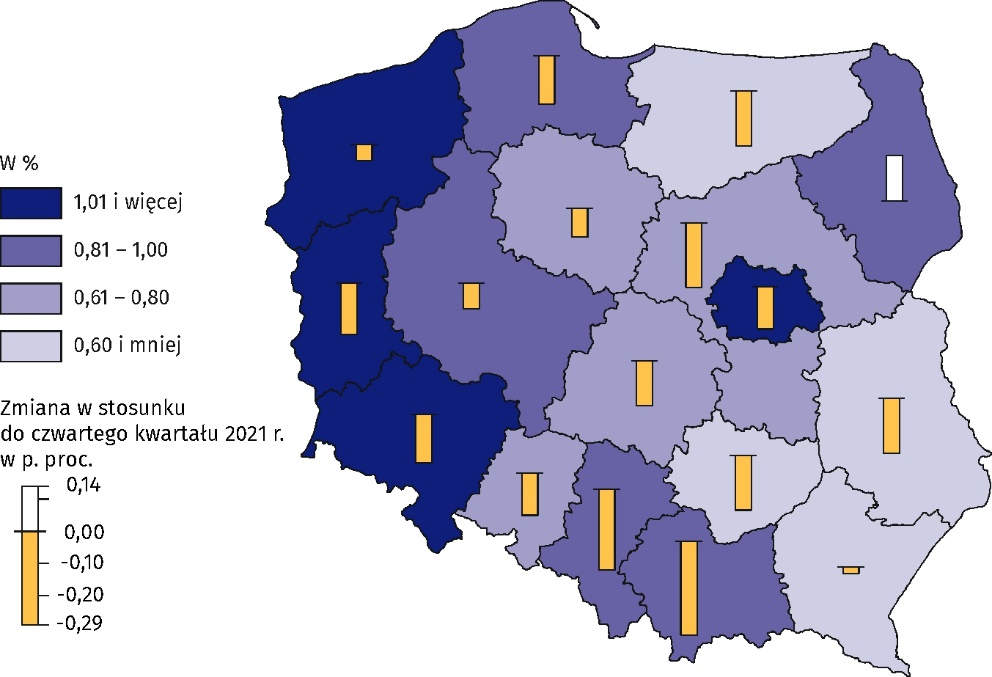 W %
1,01 i więcej
0,81 – 1,00
0,61 – 0,80
0,60 i mniej
Zmiana w stosunku
do czwartego kwartału 2021 r.
w p. proc.
0,14
0,00
-0,10
-0,20
-0,29